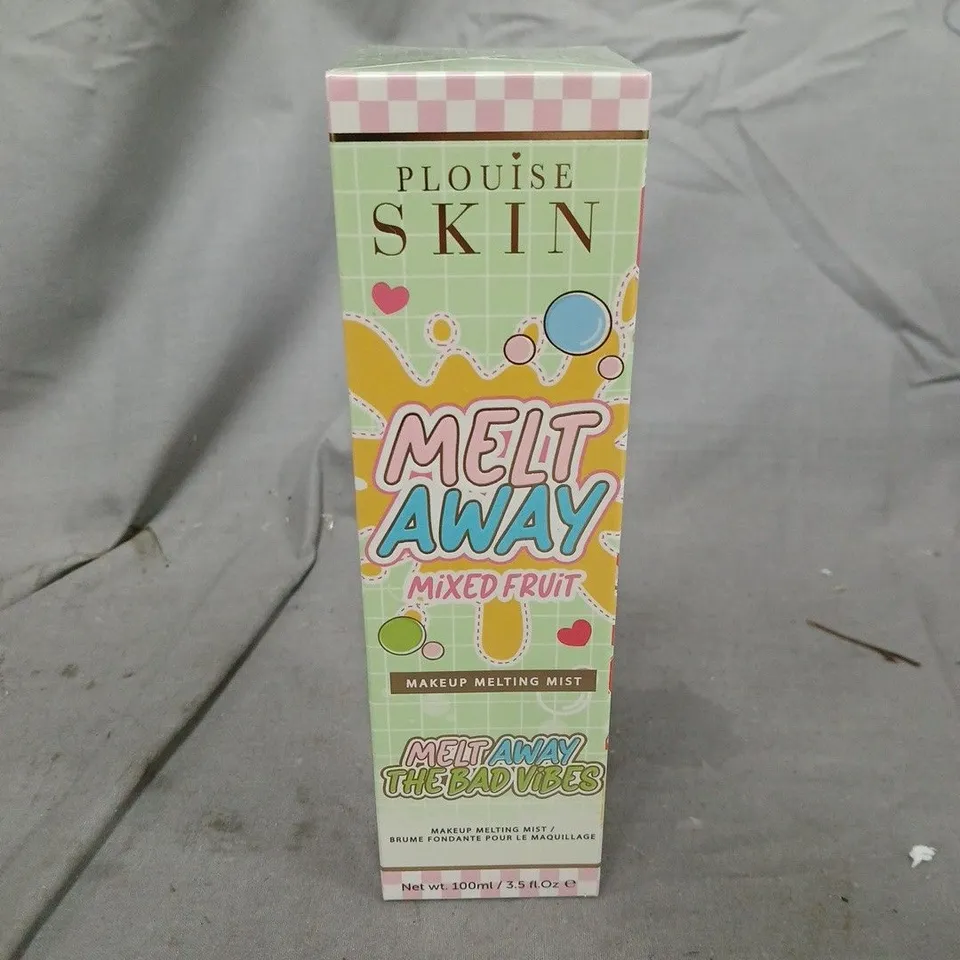 PLOUiSE
SKIN
MELT
AWAY
MiXED FRUiT
MAKEUP MELTING MIST
MELT AWAY
THE BAD ViBES
MAKEUP MELTING MIST /
BRUME FONDANTE POUR LE MAQUILLAGE
Net wt. 100ml / 3.5 fl.Oz ℮